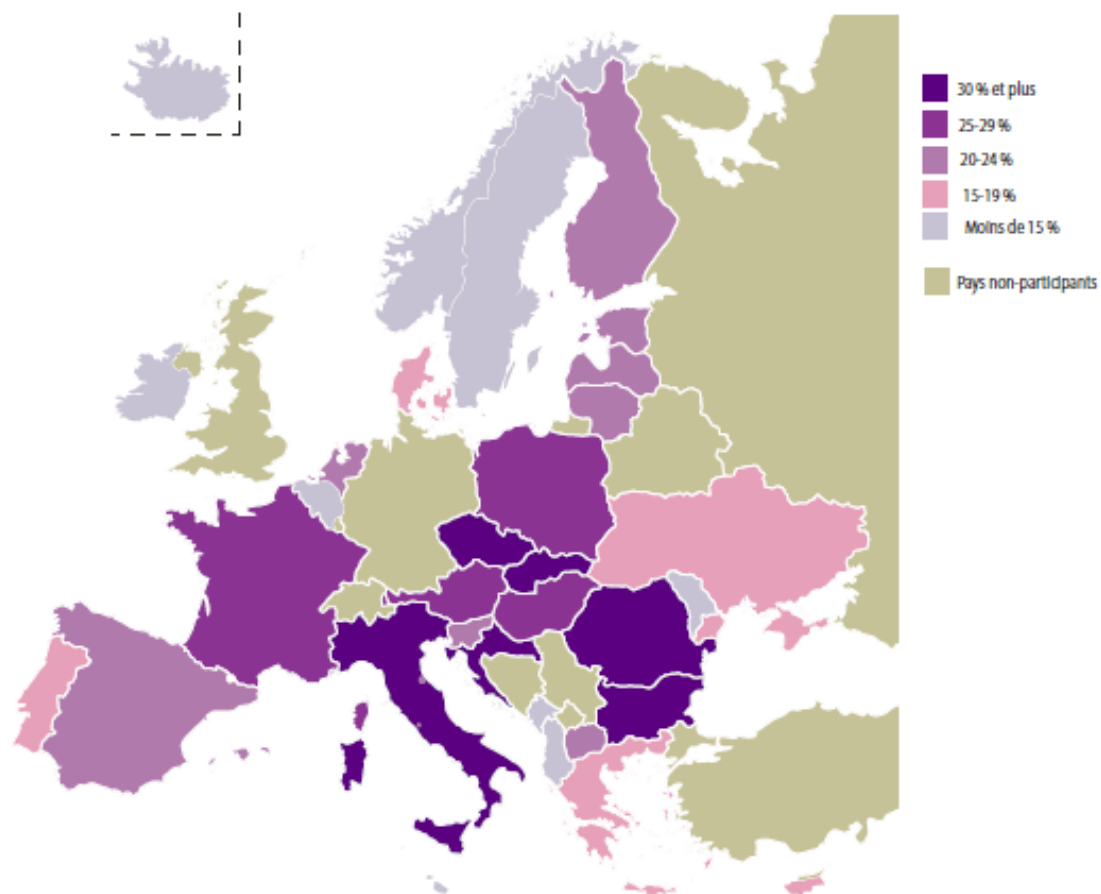 30 % et plus
25-29 %
20-24 %
15-19 %
Moins de 15 %
Pays non-participants